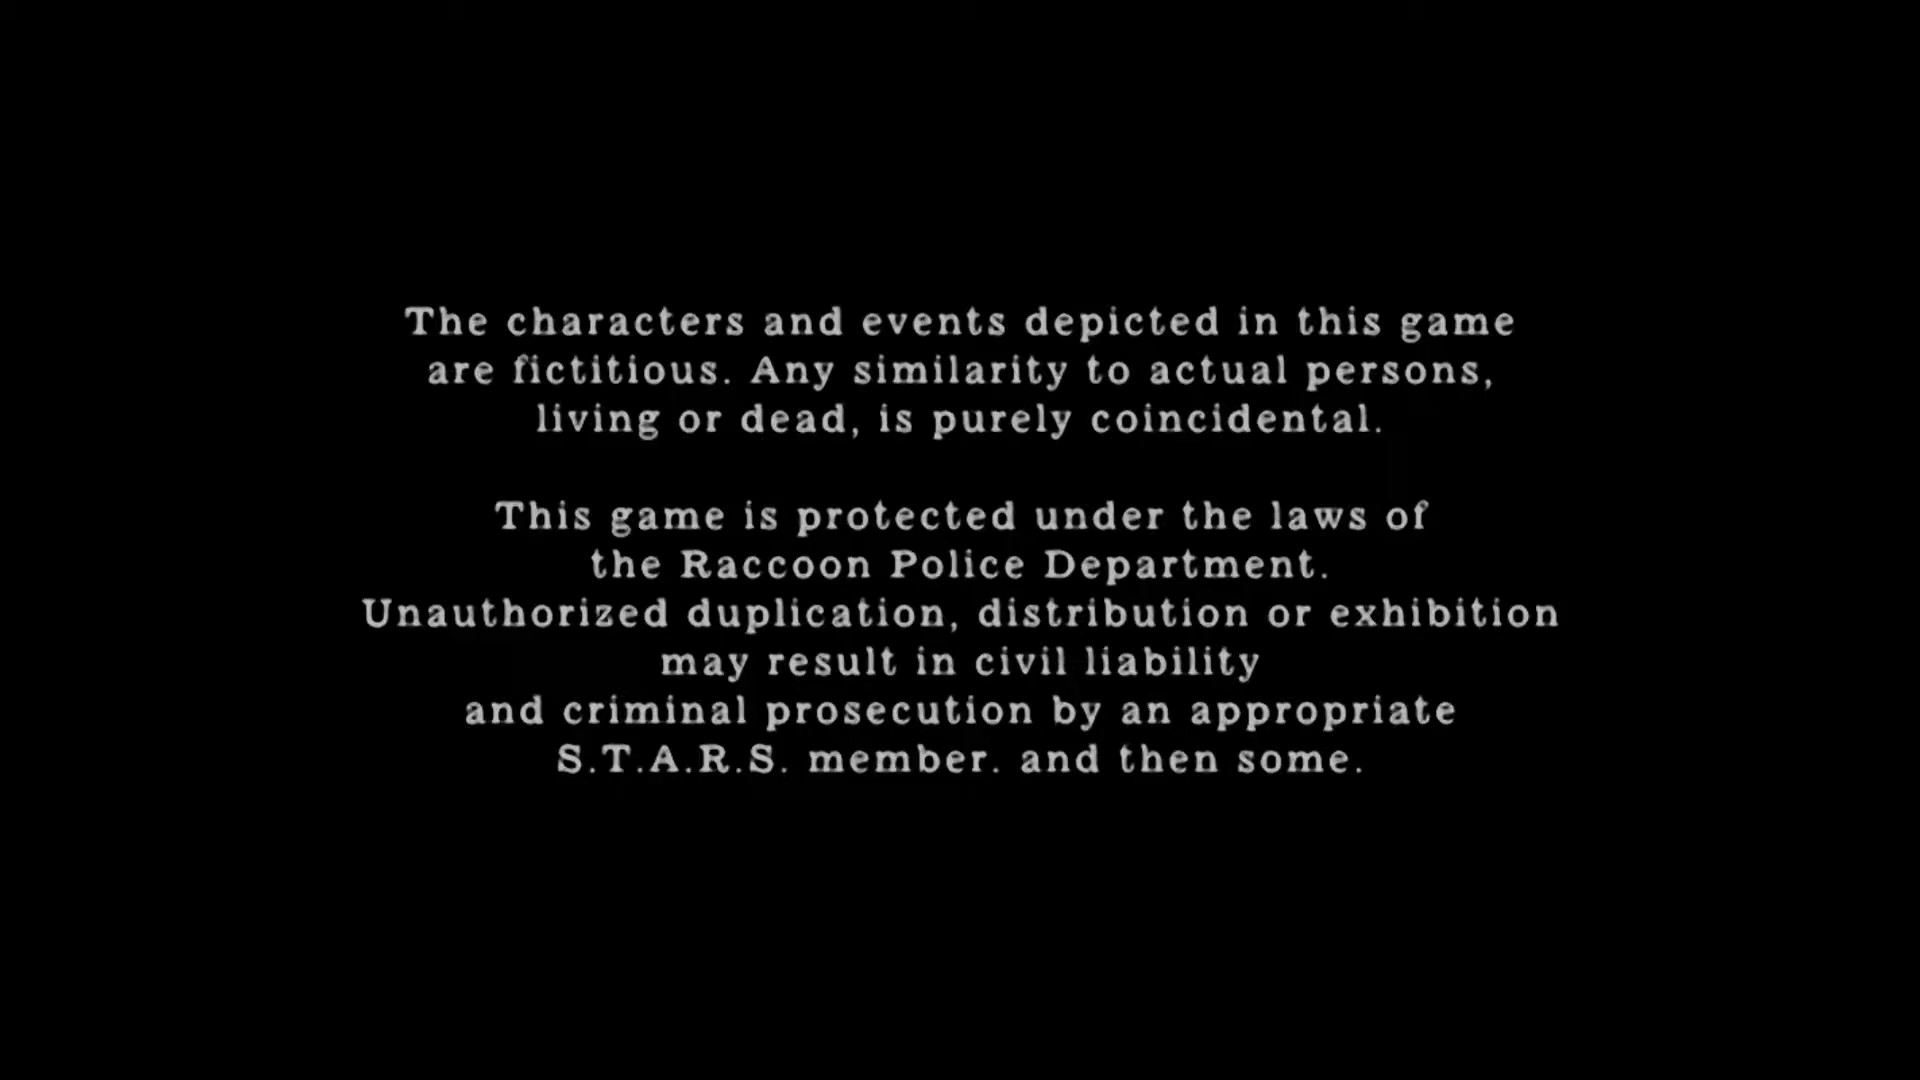 The characters and events depicted in this game
are fictitious. Any similarity to actual persons,
living or dead, is purely coincidental.
This game is protected under the laws of
the Raccoon Police Department.
Unauthorized duplication, distribution or exhibition
may result in civil liability
and criminal prosecution by an appropriate
S.T.A.R.S. member. and then some.